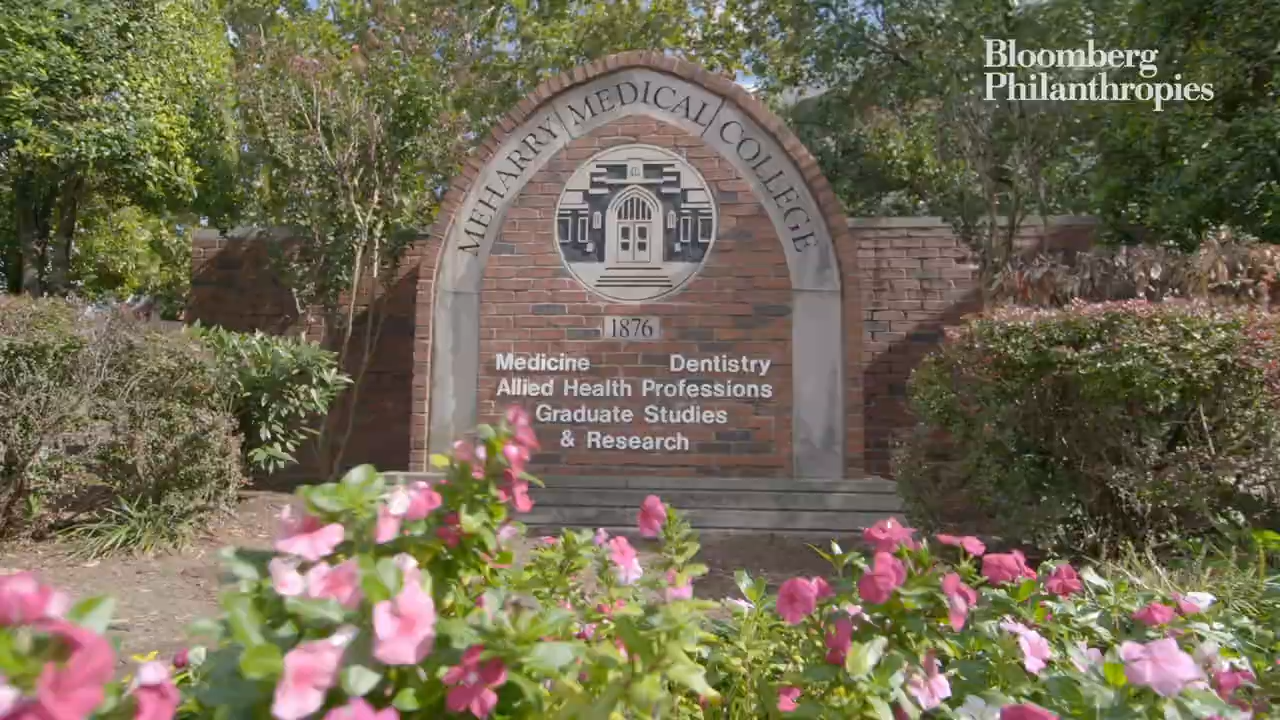 Bloomberg
Philanthropies
MEHARRY MEDICAL COLLEGE
1876
Medicine Dentistry
Allied Health Professions
Graduate Studies
& Research